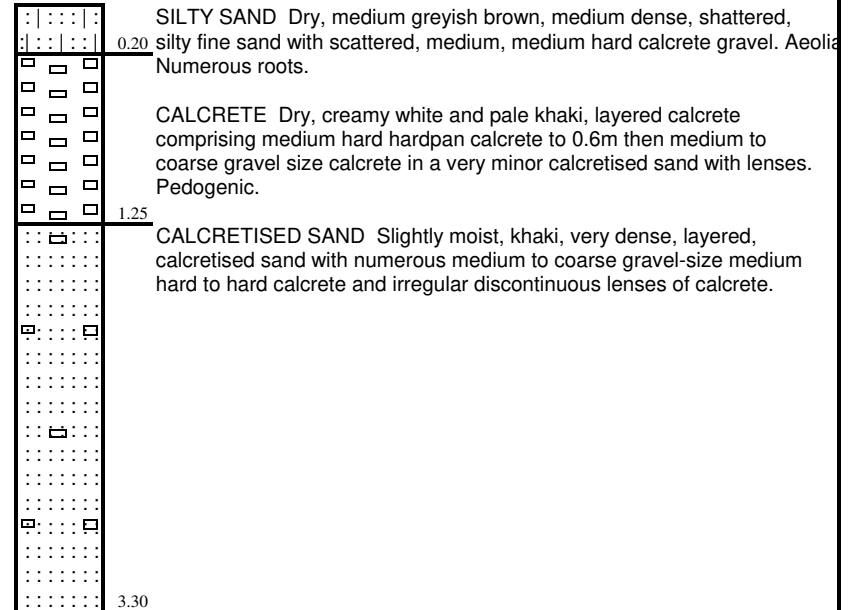 SILTY SAND Dry, medium greyish brown, medium dense, shattered,
0.20 silty fine sand with scattered, medium, medium hard calcrete gravel.
Numerous roots.
CALCRETE Dry, creamy white and pale khaki, layered calcrete
comprising medium hard hardpan calcrete to 0.6m then medium to
coarse gravel size calcrete in a very minor calcretised sand with lenses.
Pedogenic.
1.25
CALCRETISED SAND Slightly moist, khaki, very dense, layered,
calcretised sand with numerous medium to coarse gravel-size medium
hard to hard calcrete and irregular discontinuous lenses of calcrete.
3.30